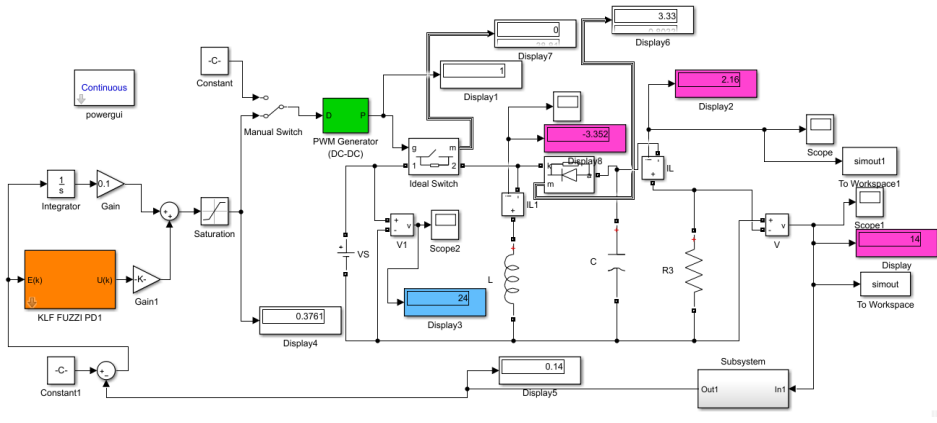 3.33
Display6
0
Display7
-C-
Constant
Continuous
powergui
1
Display1
2.16
Display2
Manual Switch
D
P
PWM Generator
(DC-DC)
-3.352
Display8
Scope
simout1
To Workspace1
g
m
1
2
Ideal Switch
k
m
IL
IL1
1
s
Integrator
0.1
Gain
Saturation
V1
v
Scope2
VS
L
C
R3
V
v
Scope1
14
Display
simout
To Workspace
E(k)
U(k)
KLF FUZZI PD1
-K-
Gain1
24
Display3
0.3761
Display4
-C-
Constant1
0.14
Display5
Subsystem
Out1
In1